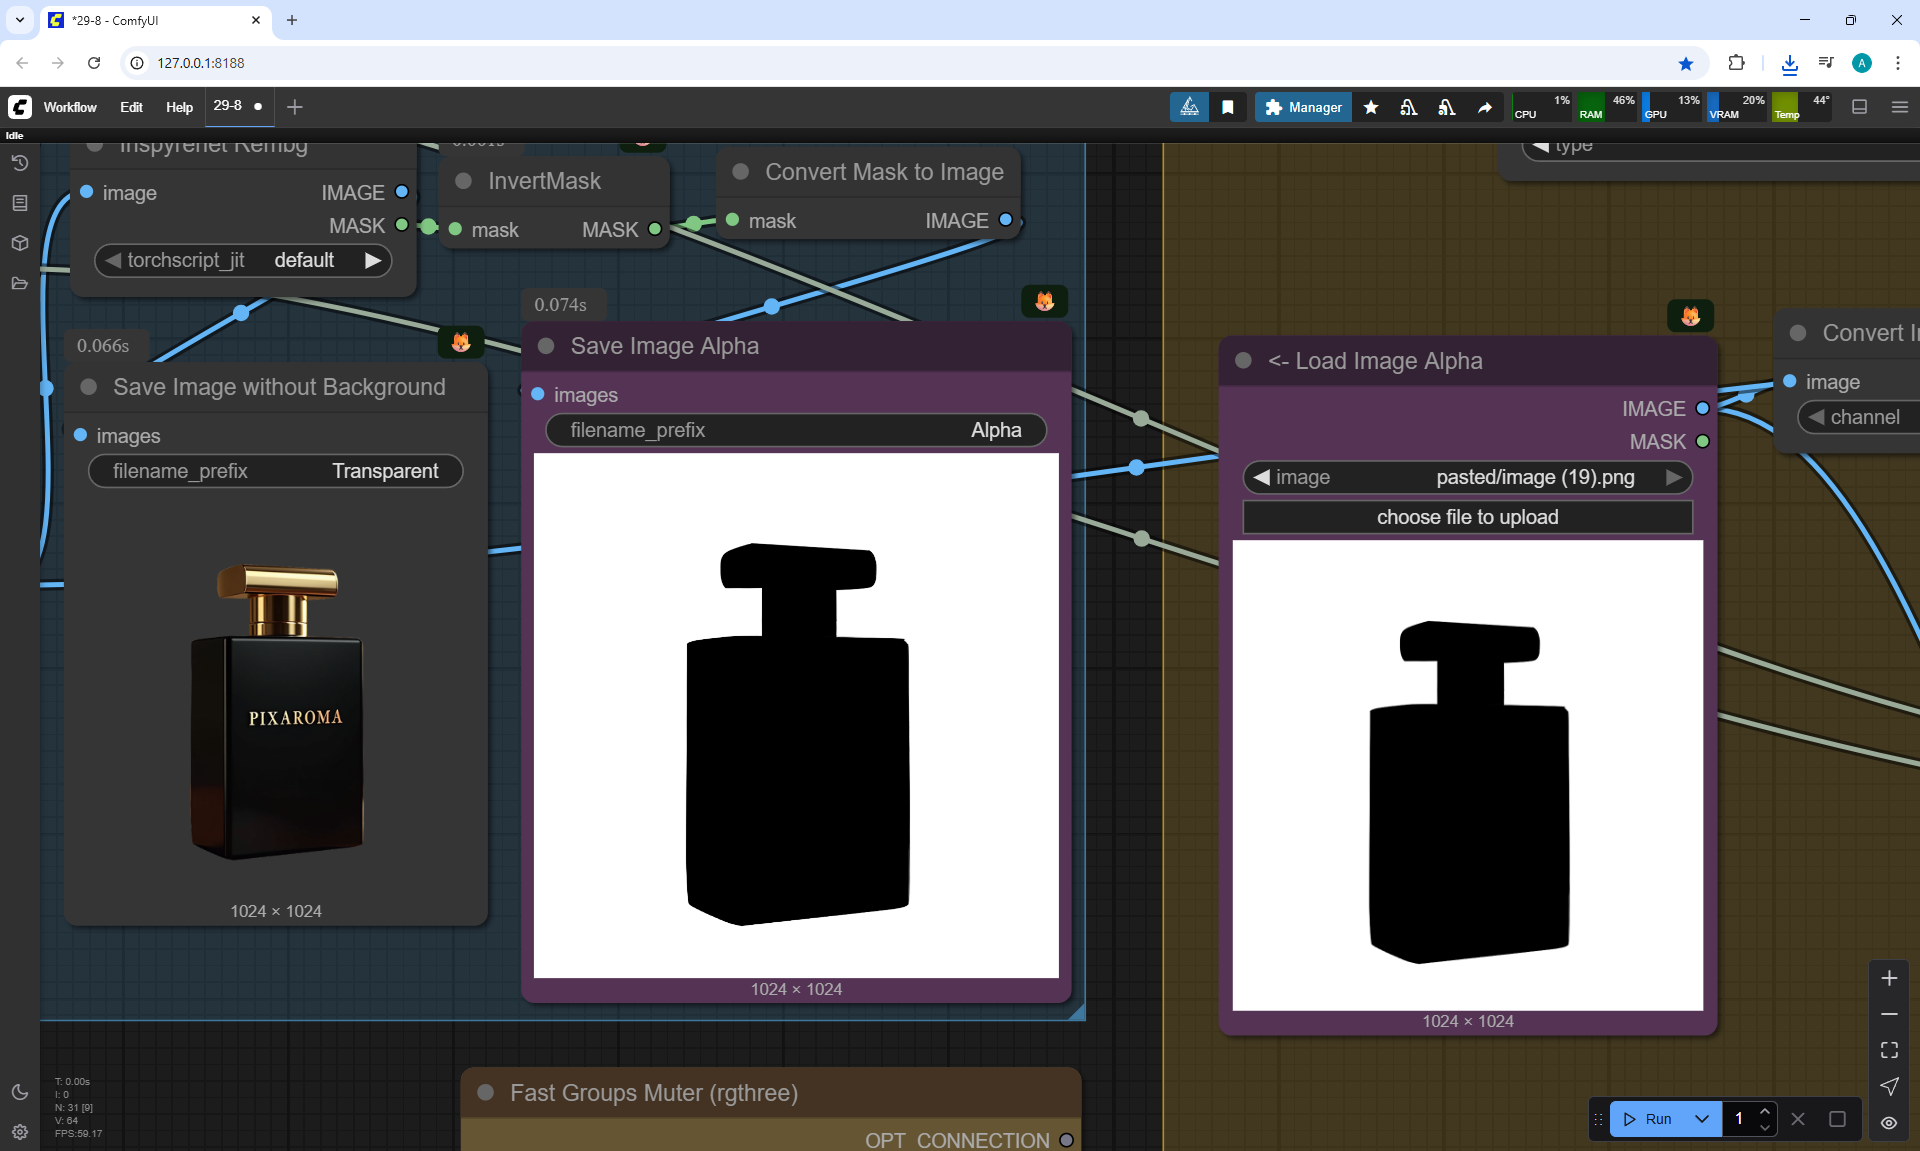 *29-8 - ComfyUI
127.0.0.1:8188
Workflow Edit Help 29-8
Manager
CPU 1% RAM 46% GPU 13% VRAM 20% Temp 44°
Idle
Inspyrenet Rembg
image IMAGE
MASK
torchscript_jit default
0.001s
InvertMask
mask MASK
Convert Mask to Image
mask IMAGE
type
0.066s
Save Image without Background
images
filename_prefix Transparent
PIXAROMA
1024 × 1024
0.074s
Save Image Alpha
images
filename_prefix Alpha
1024 × 1024
<- Load Image Alpha
IMAGE
MASK
image pasted/image (19).png
choose file to upload
1024 × 1024
Convert I
image
channel
Fast Groups Muter (rgthree)
OPT_CONNECTION
T: 0.00s
I: 0
N: 31 [9]
V: 64
FPS:59.17
Run 1
A